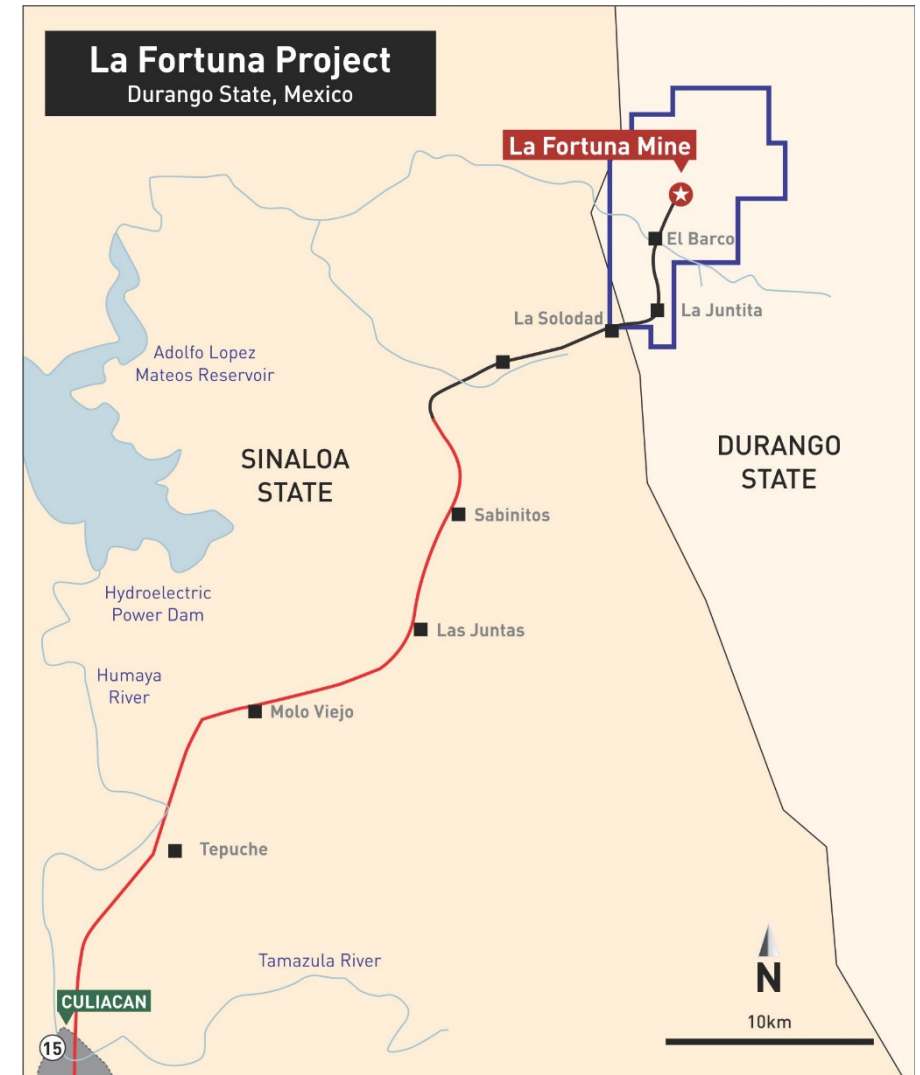 La Fortuna Project
Durango State, Mexico
La Fortuna Mine
El Barco
La Juntita
La Solodad
Adolfo Lopez
Mateos Reservoir
SINALOA
STATE
DURANGO
STATE
Sabinitos
Hydroelectric
Power Dam
Las Juntas
Humaya
River
Molo Viejo
Tepuche
Tamazula River
N
CULIACAN
10km
15